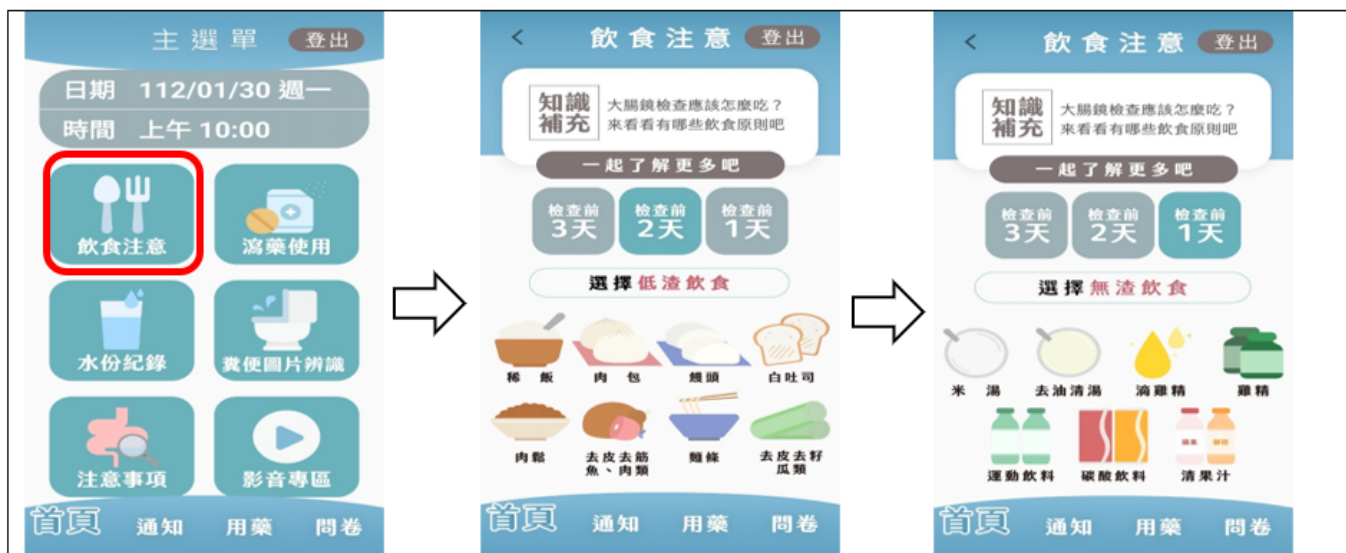 主選單 登出
日期 112/01/30 週一
時間 上午 10:00
飲食注意 瀉藥使用
水份紀錄 糞便圖片辨識
注意事項 影音專區
首頁 通知 用藥 問卷
飲食注意 登出
知識
補充
大腸鏡檢查應該怎麼吃？
來看看有哪些飲食原則吧
一起了解更多吧
檢查前 檢查前 檢查前
3天 2天 1天
選擇低渣飲食
稀飯 肉包 饅頭 白吐司
肉鬆 去皮去筋 麵條 去皮去籽
魚、肉類 瓜類
首頁 通知 用藥 問卷
飲食注意 登出
知識
補充
大腸鏡檢查應該怎麼吃？
來看看有哪些飲食原則吧
一起了解更多吧
檢查前 檢查前 檢查前
3天 2天 1天
選擇無渣飲食
米湯 去油清湯 滴雞精 雞精
運動飲料 碳酸飲料 清果汁
首頁 通知 用藥 問卷